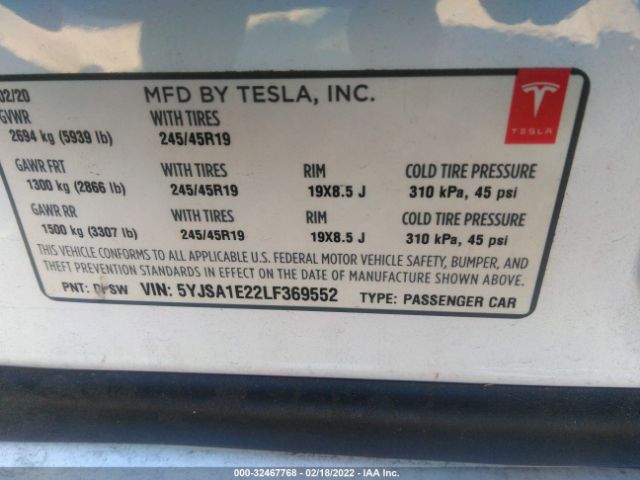 02/20 MFD BY TESLA, INC.
GVWR WITH TIRES
2694 kg (5939 lb) 245/45R19
TESLA
GAWR FRT WITH TIRES RIM COLD TIRE PRESSURE
1300 kg (2866 lb) 245/45R19 19X8.5 J 310 kPa, 45 psi
GAWR RR WITH TIRES RIM COLD TIRE PRESSURE
1500 kg (3307 lb) 245/45R19 19X8.5 J 310 kPa, 45 psi
THIS VEHICLE CONFORMS TO ALL APPLICABLE U.S. FEDERAL MOTOR VEHICLE SAFETY, BUMPER, AND
THEFT PREVENTION STANDARDS IN EFFECT ON THE DATE OF MANUFACTURE SHOWN ABOVE.
PNT: VIN: 5YJSA1E22LF369552 TYPE: PASSENGER CAR
000-32467768 - 02/18/2022 - IAA Inc.